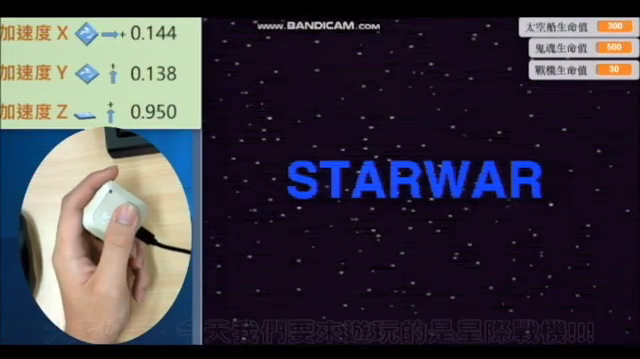 加速度 X + 0.144
加速度 Y + 0.138
加速度 Z + 0.950
WWW.BANDICAM.COM
太空船生命值 300
鬼魂生命值 500
戰機生命值 30
STARWAR
今天我們要來遊玩的是星際戰機!!!